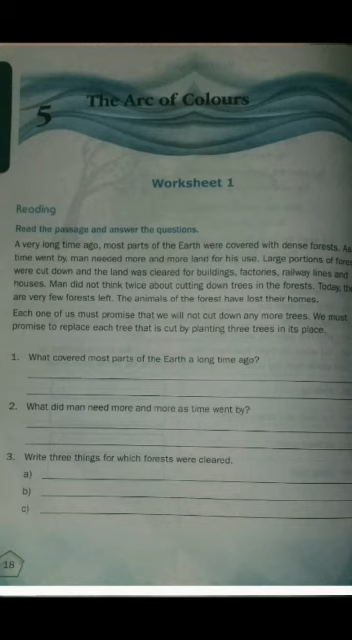 5
The Arc of Colours
Worksheet 1
Reading
Read the passage and answer the questions.
A very long time ago, most parts of the Earth were covered with dense forests. As
time went by, man needed more and more land for his use. Large portions of fores
were cut down and the land was cleared for buildings, factories, railway lines and
houses. Man did not think twice about cutting down trees in the forests. Today, the
are very few forests left. The animals of the forest have lost their homes.
Each one of us must promise that we will not cut down any more trees. We must
promise to replace each tree that is cut by planting three trees in its place.
1. What covered most parts of the Earth a long time ago?
2. What did man need more and more as time went by?
3. Write three things for which forests were cleared.
a)
b)
c)
18